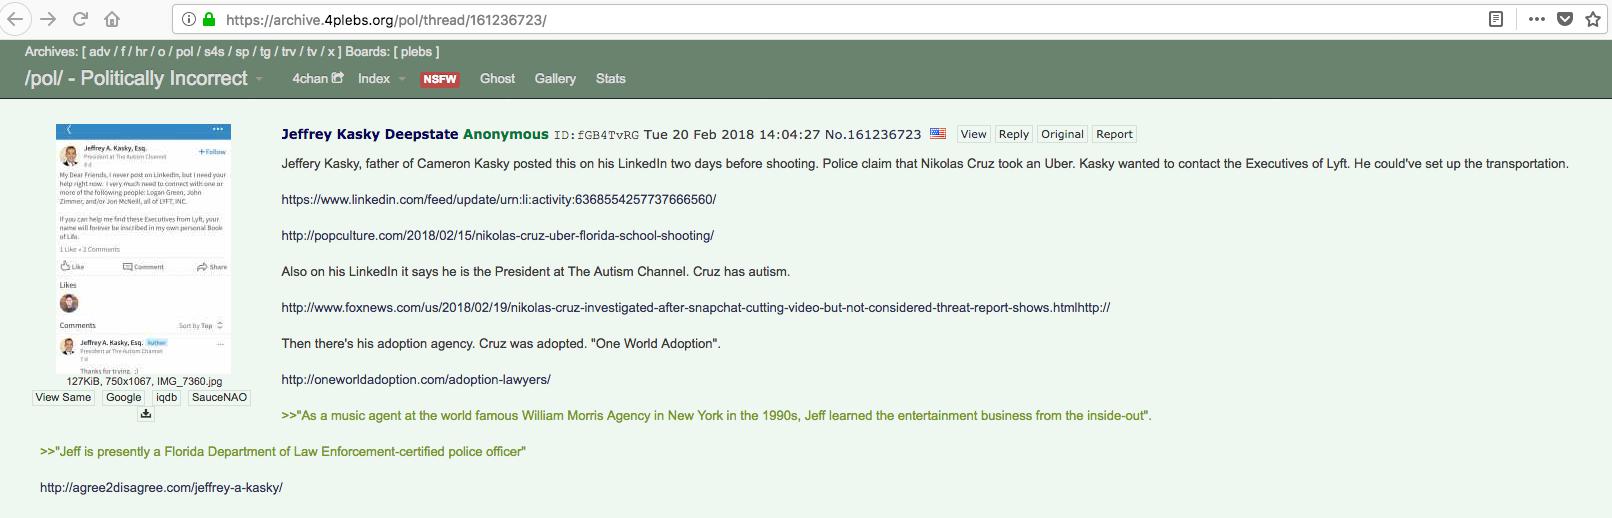 https://archive.4plebs.org/pol/thread/161236723/
Archives: [ adv / f / hr / o / pol / s4s / sp / tg / trv / tv / x ] Boards: [ plebs ]
/pol/ - Politically Incorrect 4chan Index NSFW Ghost Gallery Stats
Jeffrey A. Kasky, Esq.
President at The Autism Channel
8 d
+ Follow
My Dear Friends, I never post on LinkedIn, but I need your
help right now. I very much need to connect with one or
more of the following people: Logan Green, John
Zimmer, and/or Jon McNeill, all of LYFT, INC.
If you can help me find these Executives from Lyft, your
name will forever be inscribed in my own personal Book
of Life.
1 Like • 2 Comments
Like Comment Share
Likes
Comments Sort by Top
Jeffrey A. Kasky, Esq. Author
President at The Autism Channel
7 d
Thanks for trying. :)
127KiB, 750x1067, IMG_7360.jpg
View Same Google iqdb SauceNAO
Jeffrey Kasky Deepstate Anonymous ID:fGB4TvRG Tue 20 Feb 2018 14:04:27 No.161236723 View Reply Original Report
Jeffery Kasky, father of Cameron Kasky posted this on his LinkedIn two days before shooting. Police claim that Nikolas Cruz took an Uber. Kasky wanted to contact the Executives of Lyft. He could've set up the transportation.
https://www.linkedin.com/feed/update/urn:li:activity:6368554257737666560/
http://popculture.com/2018/02/15/nikolas-cruz-uber-florida-school-shooting/
Also on his LinkedIn it says he is the President at The Autism Channel. Cruz has autism.
http://www.foxnews.com/us/2018/02/19/nikolas-cruz-investigated-after-snapchat-cutting-video-but-not-considered-threat-report-shows.htmlhttp://
Then there's his adoption agency. Cruz was adopted. "One World Adoption".
http://oneworldadoption.com/adoption-lawyers/
>>"As a music agent at the world famous William Morris Agency in New York in the 1990s, Jeff learned the entertainment business from the inside-out".
>>"Jeff is presently a Florida Department of Law Enforcement-certified police officer"
http://agree2disagree.com/jeffrey-a-kasky/